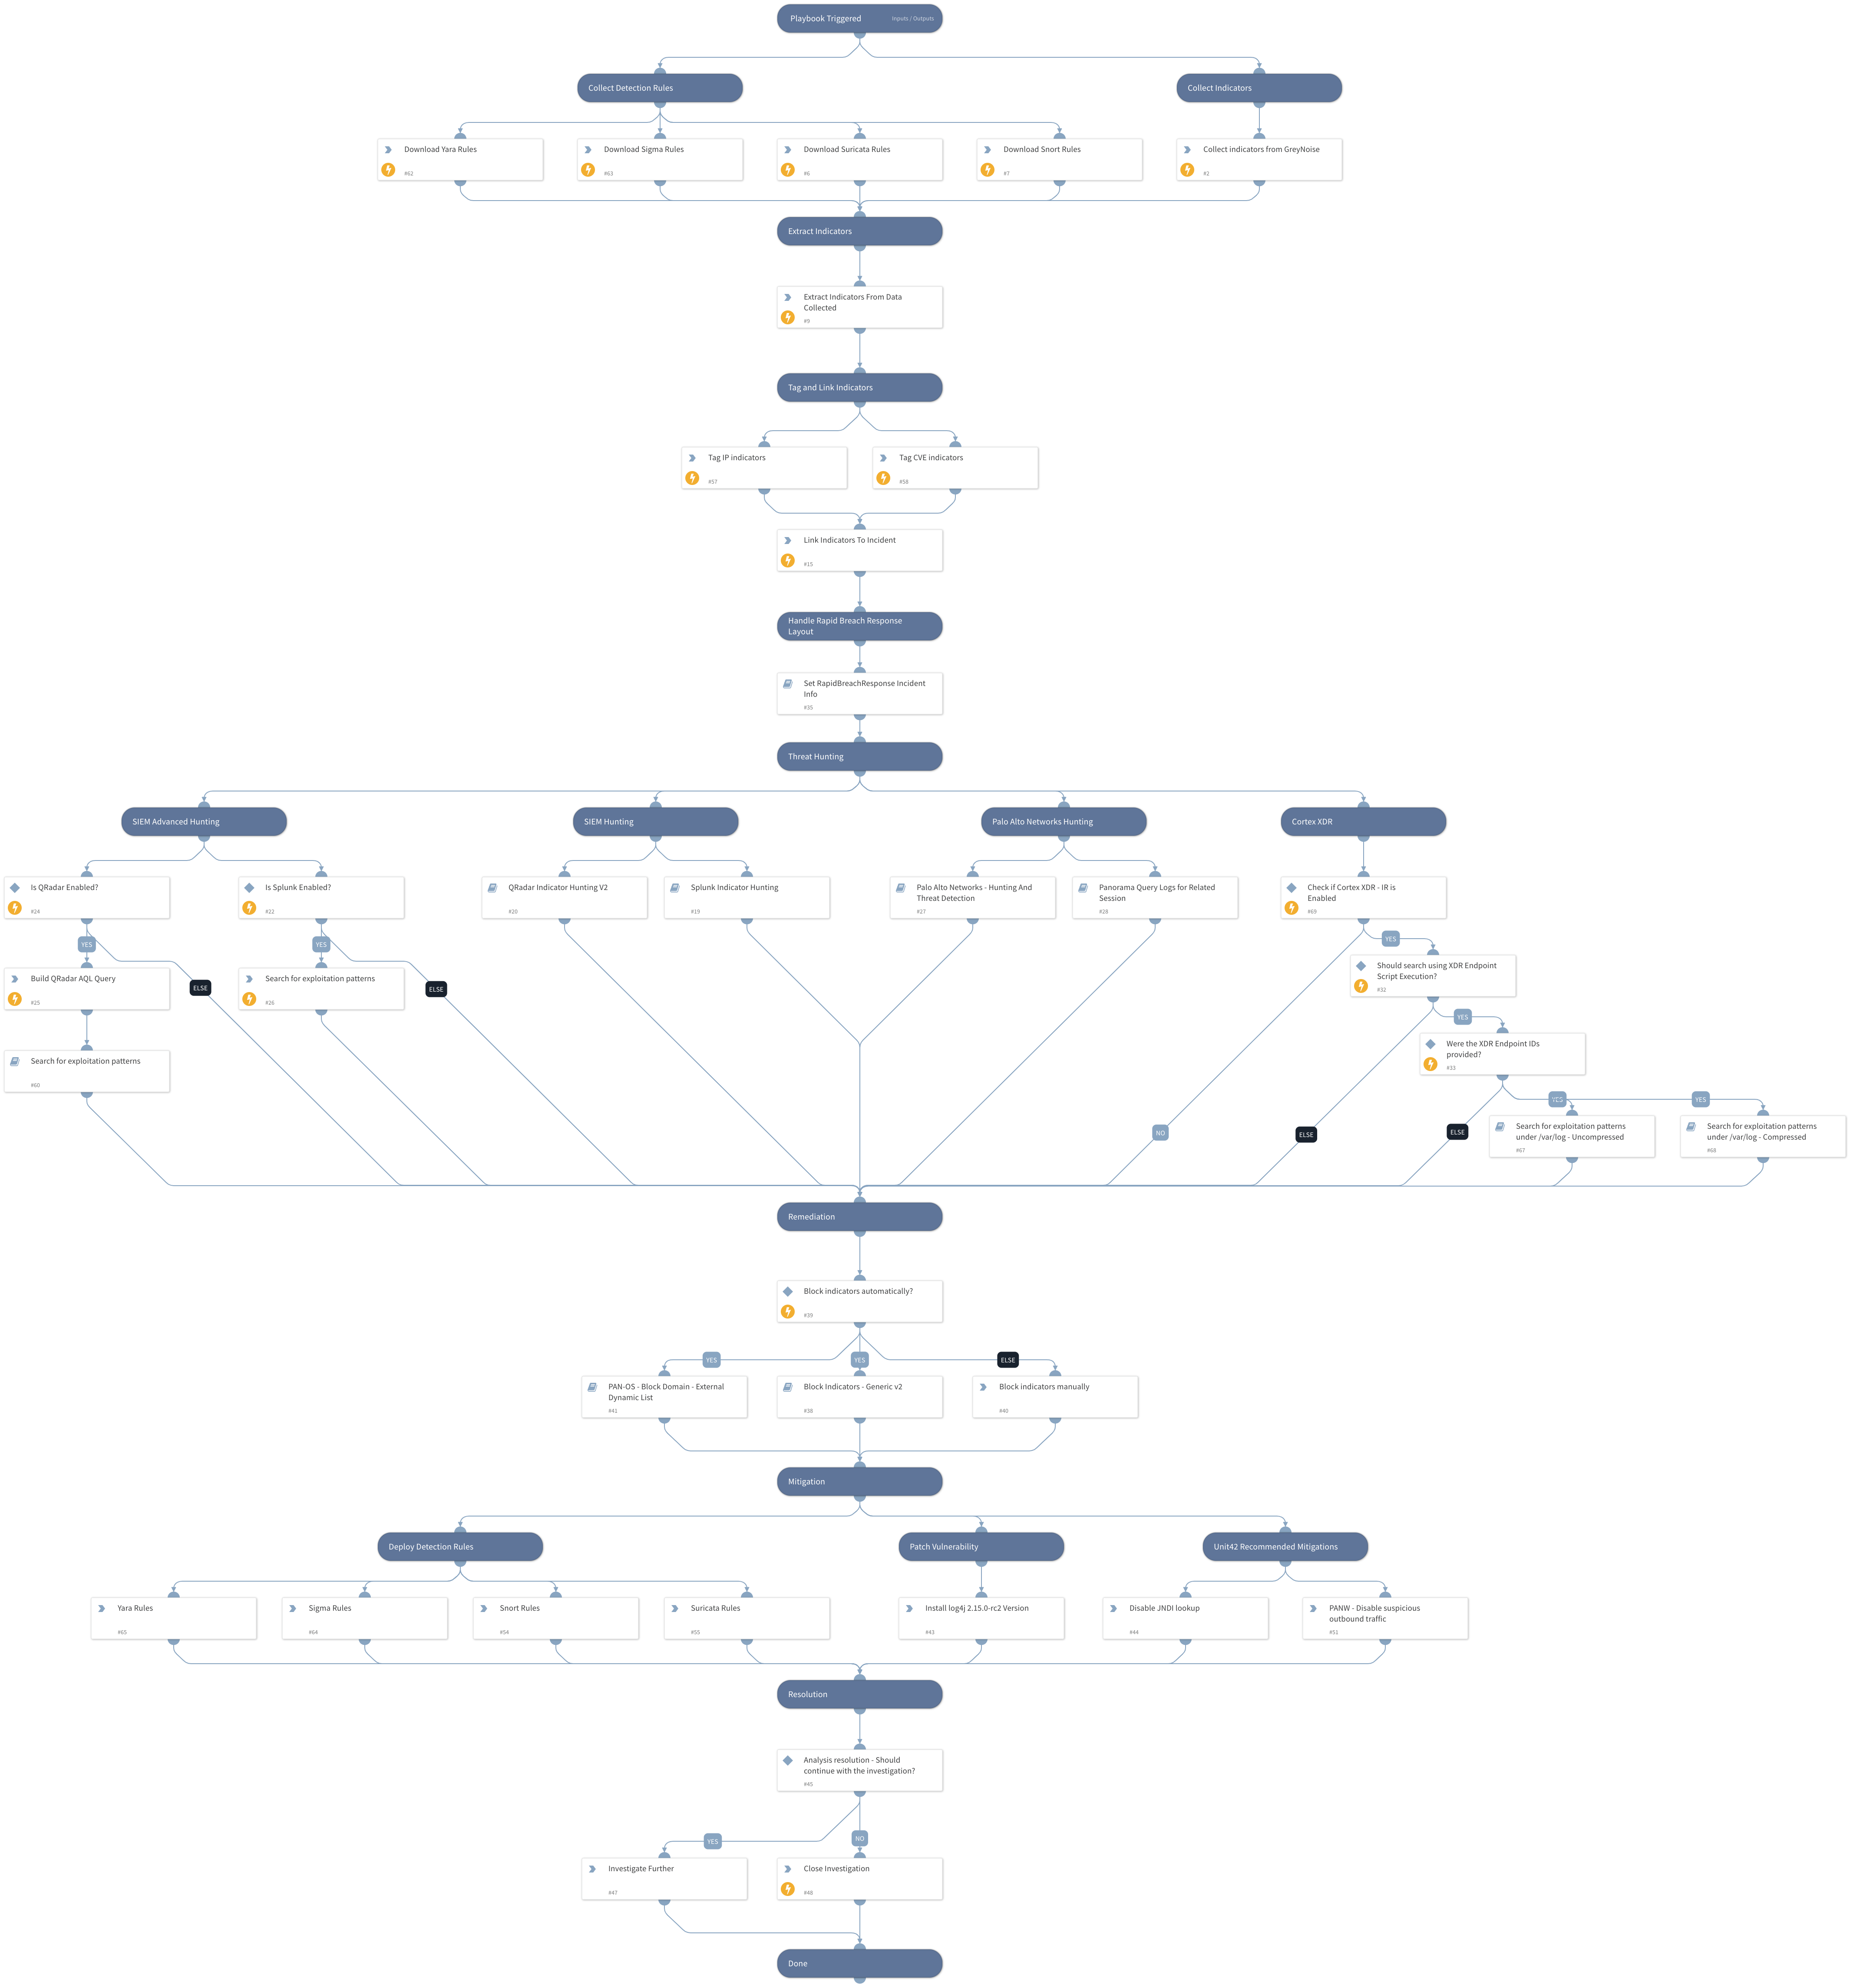 Playbook Triggered
Inputs / Outputs
Collect Detection Rules
Collect Indicators
Download Yara Rules
#62
Download Sigma Rules
#63
Download Suricata Rules
#6
Download Snort Rules
#7
Collect indicators from GreyNoise
#2
Extract Indicators
Extract Indicators From Data
Collected
#9
Tag and Link Indicators
Tag IP indicators
#57
Tag CVE indicators
#58
Link Indicators To Incident
#15
Handle Rapid Breach Response
Layout
Set RapidBreachResponse Incident
Info
#35
Threat Hunting
SIEM Advanced Hunting
SIEM Hunting
Palo Alto Networks Hunting
Cortex XDR
Is QRadar Enabled?
#24
Is Splunk Enabled?
#22
QRadar Indicator Hunting V2
#20
Splunk Indicator Hunting
#19
Palo Alto Networks - Hunting And
Threat Detection
#27
Panorama Query Logs for Related
Session
#28
Check if Cortex XDR - IR is
Enabled
#69
YES
YES
YES
Build QRadar AQL Query
#25
ELSE
Search for exploitation patterns
#26
ELSE
Should search using XDR Endpoint
Script Execution?
#32
YES
Search for exploitation patterns
#60
Were the XDR Endpoint IDs
provided?
#33
YES
YES
NO
ELSE
ELSE
Search for exploitation patterns
under /var/log - Uncompressed
#67
Search for exploitation patterns
under /var/log - Compressed
#68
Remediation
Block indicators automatically?
#39
YES
YES
ELSE
PAN-OS - Block Domain - External
Dynamic List
#41
Block Indicators - Generic v2
#38
Block indicators manually
#40
Mitigation
Deploy Detection Rules
Patch Vulnerability
Unit42 Recommended Mitigations
Yara Rules
#65
Sigma Rules
#64
Snort Rules
#54
Suricata Rules
#55
Install log4j 2.15.0-rc2 Version
#43
Disable JNDI lookup
#44
PANW - Disable suspicious
outbound traffic
#51
Resolution
Analysis resolution - Should
continue with the investigation?
#45
YES
NO
Investigate Further
#47
Close Investigation
#48
Done